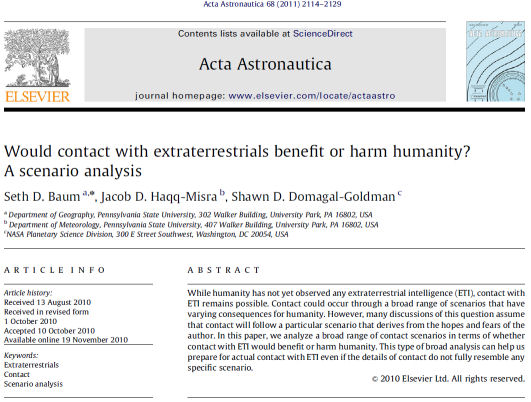 Acta Astronautica 68 (2011) 2114–2129
Contents lists available at ScienceDirect
Acta Astronautica
journal homepage: www.elsevier.com/locate/actaastro
ELSEVIER
ACTA ASTRONAUTICA
Would contact with extraterrestrials benefit or harm humanity?
A scenario analysis
Seth D. Baum a,*, Jacob D. Haqq-Misra b, Shawn D. Domagal-Goldman c
a Department of Geography, Pennsylvania State University, 302 Walker Building, University Park, PA 16802, USA
b Department of Meteorology, Pennsylvania State University, 407 Walker Building, University Park, PA 16802, USA
c NASA Planetary Science Division, 300 E Street Southwest, Washington, DC 20546, USA
ARTICLE INFO
Article history:
Received 13 August 2010
Received in revised form
1 October 2010
Accepted 10 October 2010
Available online 19 November 2010
Keywords:
Extraterrestrials
Contact
Scenario analysis
ABSTRACT
While humanity has not yet observed any extraterrestrial intelligence (ETI), contact with
ETI remains possible. Contact could occur through a broad range of scenarios that have
varying consequences for humanity. However, many discussions of this question assume
that contact will follow a particular scenario that derives from the hopes and fears of the
author. In this paper, we analyze a broad range of contact scenarios in terms of whether
contact with ETI would benefit or harm humanity. This type of broad analysis can help us
prepare for actual contact with ETI even if the details of contact do not fully resemble any
specific scenario.
© 2010 Elsevier Ltd. All rights reserved.